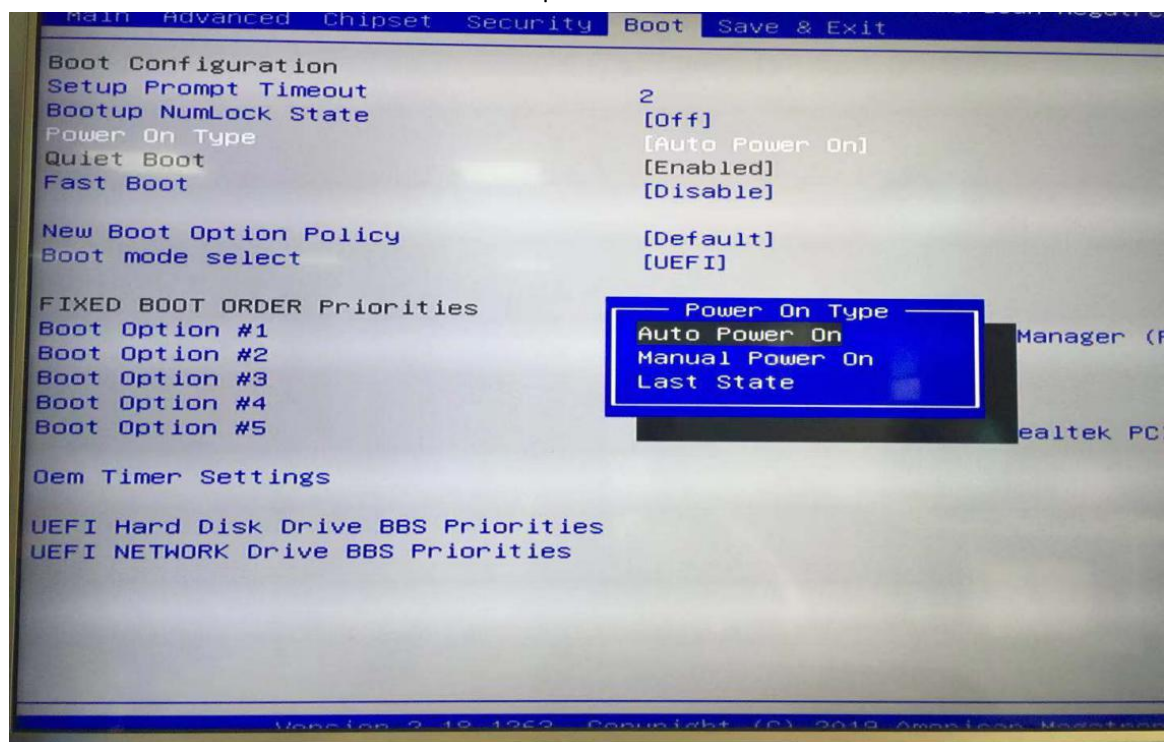 Main Advanced Chipset Security Boot Save & Exit
Boot Configuration
Setup Prompt Timeout 2
Bootup NumLock State [Off]
Power On Type [Auto Power On]
Quiet Boot [Enabled]
Fast Boot [Disable]
New Boot Option Policy [Default]
Boot mode select [UEFI]
FIXED BOOT ORDER Priorities
Power On Type
Boot Option #1 Auto Power On Manager (
Boot Option #2 Manual Power On
Boot Option #3 Last State
Boot Option #4
Boot Option #5 ealtek PC
Oem Timer Settings
UEFI Hard Disk Drive BBS Priorities
UEFI NETWORK Drive BBS Priorities
Copyright (C) 2019 American